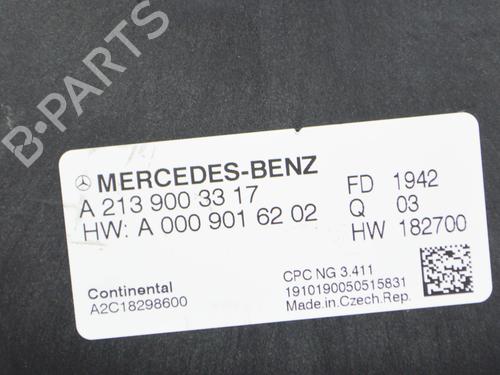 B-PARTS
MERCEDES-BENZ
A 213 900 33 17
HW: A 000 901 62 02
FD 1942
Q 03
HW 182700
Continental
A2C18298600
CPC NG 3.411
1910190050515831
Made in Czech Rep.